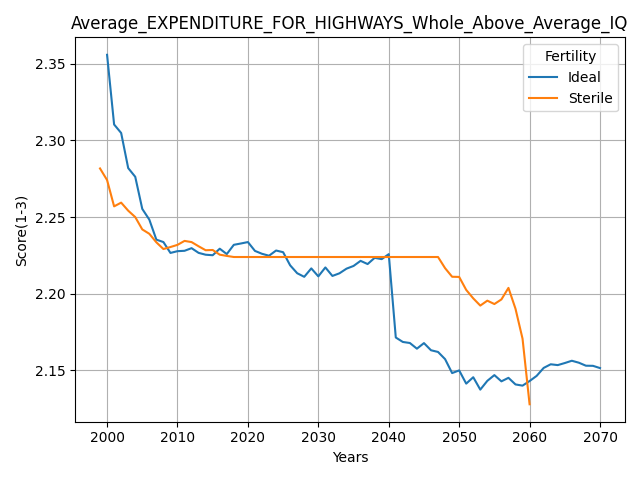 Average_EXPENDITURE_FOR_HIGHWAYS_Whole_Above_Average_IQ
Fertility
Ideal
Sterile
Score(1-3)
2.35
2.30
2.25
2.20
2.15
2000 2010 2020 2030 2040 2050 2060 2070
Years